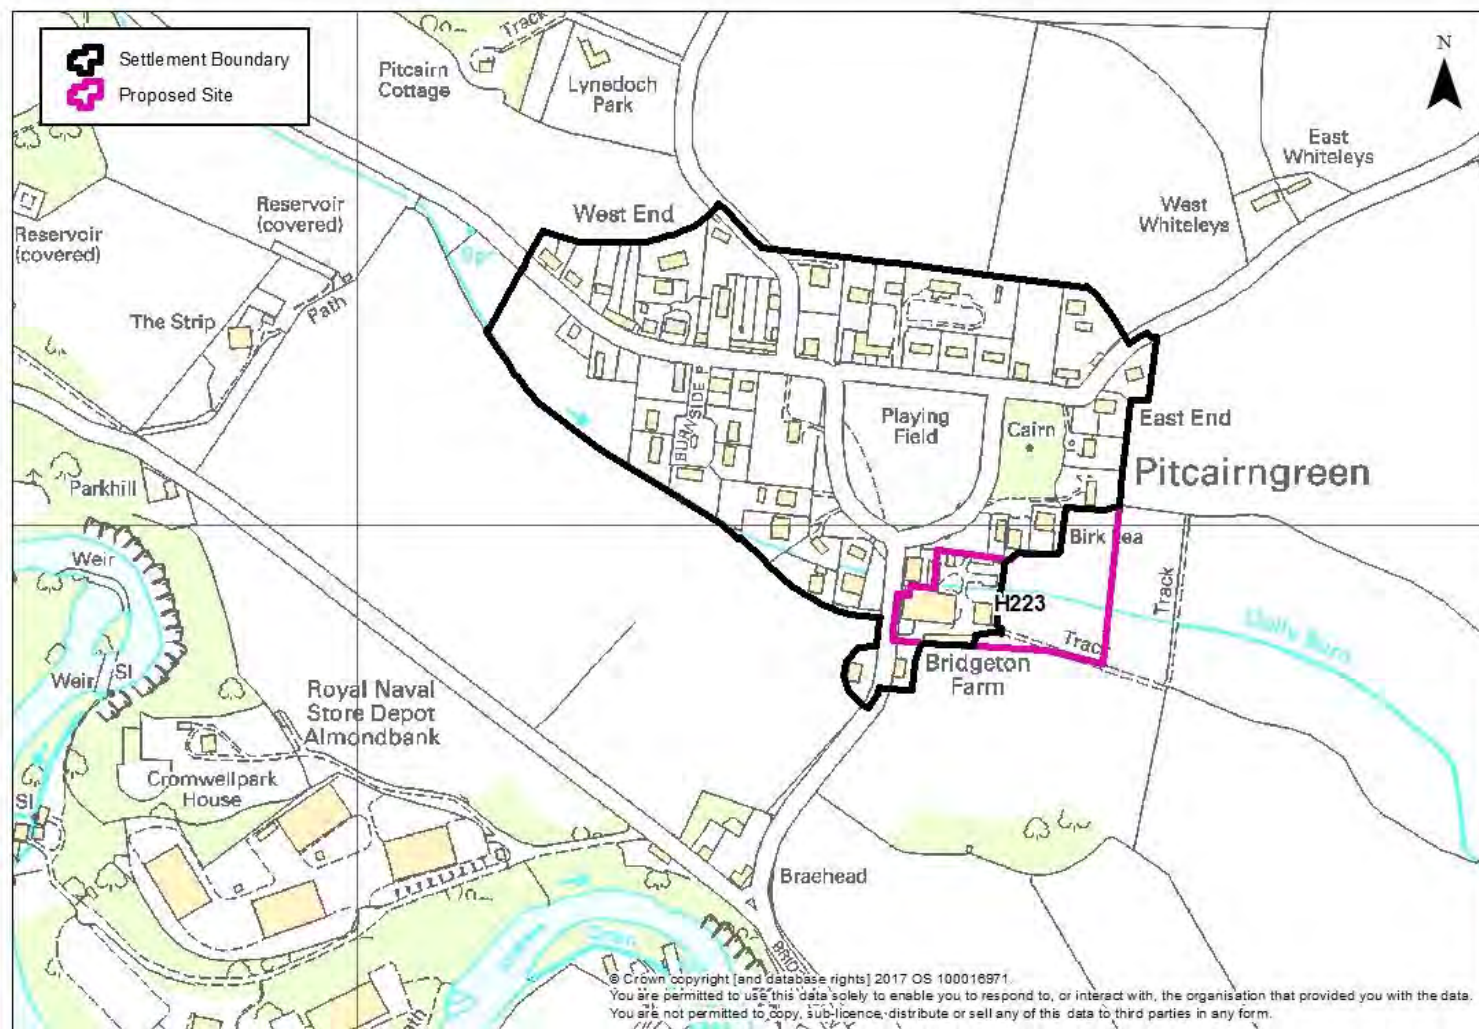 Settlement Boundary
Proposed Site
N
Track
Pitcairn
Cottage
Lynedoch
Park
East
Whiteleys
West
Whiteleys
Reservoir
(covered)
West End
Reservoir
(covered)
Spr
The Strip
Path
BURNSIDE P
Playing
Field
Cairn
East End
Pitcairngreen
Parkhill
Weir
Birk Lea
Track
H223
Track
Bridgeton
Farm
Weir
Sl
Royal Naval
Store Depot
Almondbank
Cromwellpark
House
Sl
Braehead
BRID
© Crown copyright [and database rights] 2017 OS 100016971.
You are permitted to use this data solely to enable you to respond to, or interact with, the organisation that provided you with the data.
You are not permitted to copy, sub-licence, distribute or sell any of this data to third parties in any form.